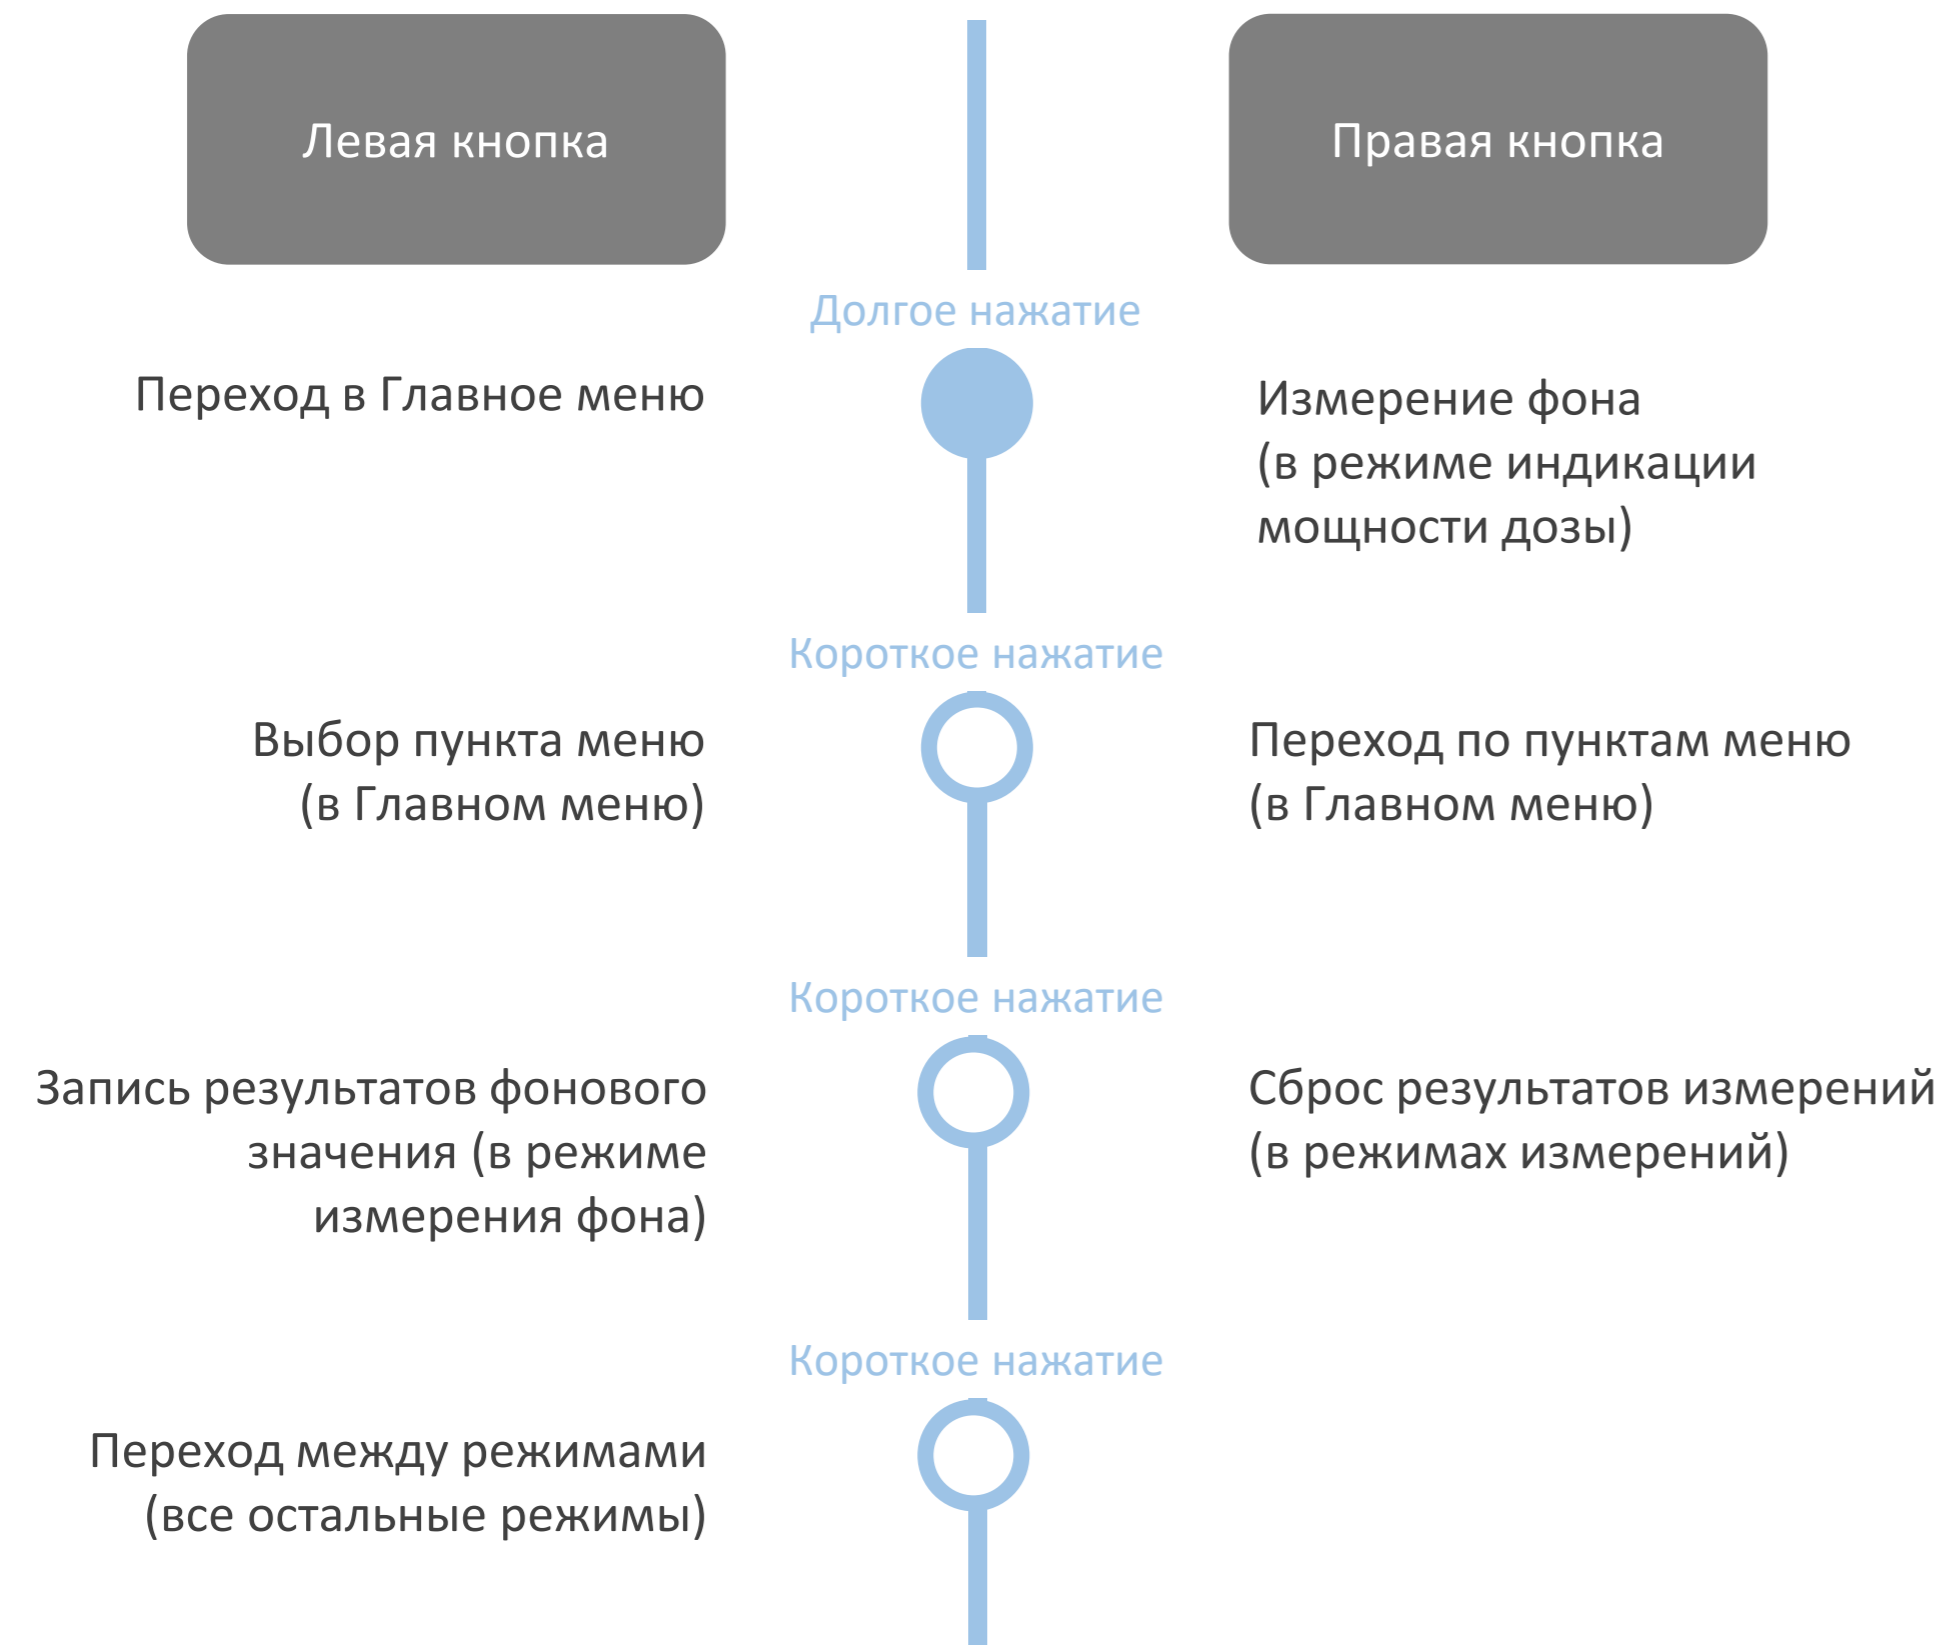 Левая кнопка
Правая кнопка
Долгое нажатие
Переход в Главное меню
Измерение фона
(в режиме индикации
мощности дозы)
Короткое нажатие
Выбор пункта меню
(в Главном меню)
Переход по пунктам меню
(в Главном меню)
Короткое нажатие
Запись результатов фонового
значения (в режиме
измерения фона)
Сброс результатов измерений
(в режимах измерений)
Короткое нажатие
Переход между режимами
(все остальные режимы)